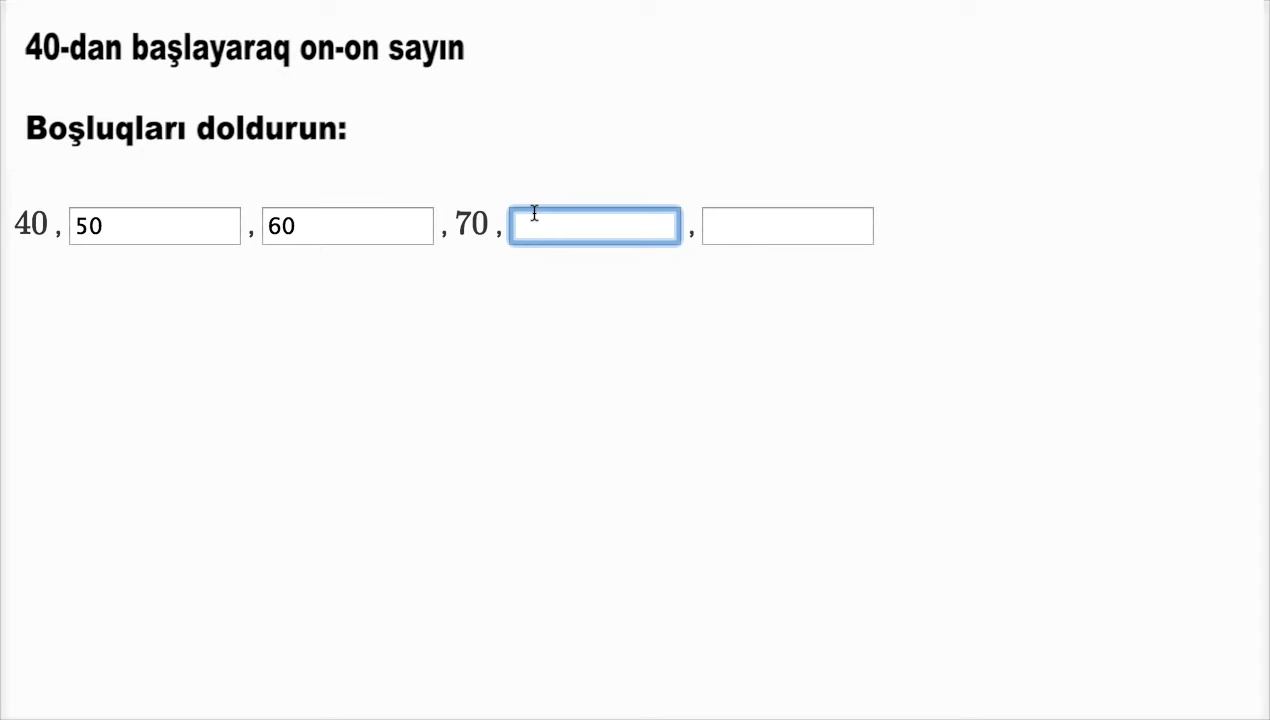 40-dan başlayaraq on-on sayın
Boşluqları doldurun:
40 , 50 , 60 , 70 , ,